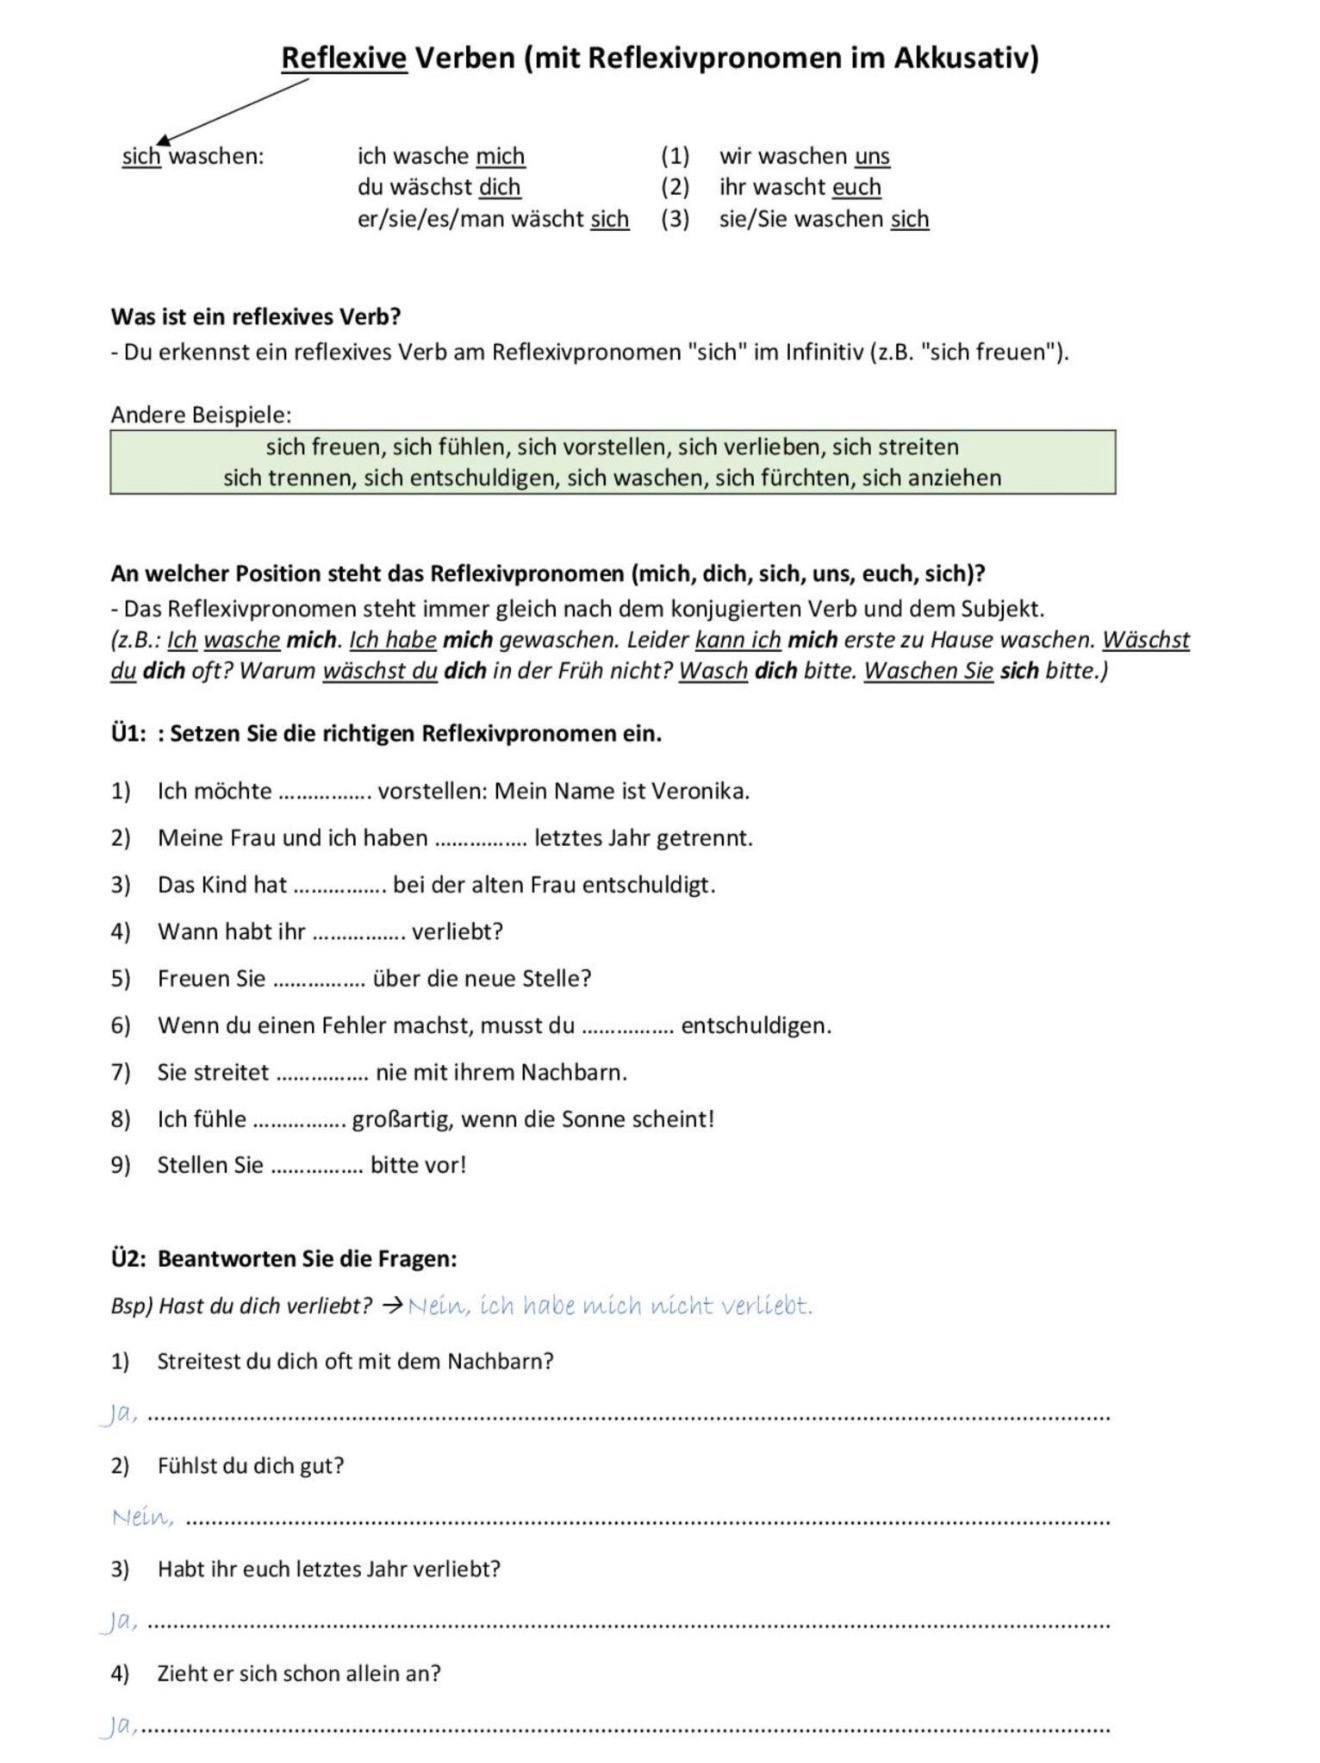 Reflexive Verben (mit Reflexivpronomen im Akkusativ)
sich waschen: ich wasche mich (1) wir waschen uns
du wäschst dich (2) ihr wascht euch
er/sie/es/man wäscht sich (3) sie/Sie waschen sich
Was ist ein reflexives Verb?
- Du erkennst ein reflexives Verb am Reflexivpronomen "sich" im Infinitiv (z.B. "sich freuen").
Andere Beispiele:
sich freuen, sich fühlen, sich vorstellen, sich verlieben, sich streiten
sich trennen, sich entschuldigen, sich waschen, sich fürchten, sich anziehen
An welcher Position steht das Reflexivpronomen (mich, dich, sich, uns, euch, sich)?
- Das Reflexivpronomen steht immer gleich nach dem konjugierten Verb und dem Subjekt.
(z.B.: Ich wasche mich. Ich habe mich gewaschen. Leider kann ich mich erste zu Hause waschen. Wäschst
du dich oft? Warum wäschst du dich in der Früh nicht? Wasch dich bitte. Waschen Sie sich bitte.)
Ü1: : Setzen Sie die richtigen Reflexivpronomen ein.
1) Ich möchte ................ vorstellen: Mein Name ist Veronika.
2) Meine Frau und ich haben ................ letztes Jahr getrennt.
3) Das Kind hat ................ bei der alten Frau entschuldigt.
4) Wann habt ihr ................ verliebt?
5) Freuen Sie ................ über die neue Stelle?
6) Wenn du einen Fehler machst, musst du ................ entschuldigen.
7) Sie streitet ................ nie mit ihrem Nachbarn.
8) Ich fühle ................ großartig, wenn die Sonne scheint!
9) Stellen Sie ................ bitte vor!
Ü2: Beantworten Sie die Fragen:
Bsp) Hast du dich verliebt? → Nein, ich habe mich nicht verliebt.
1) Streitest du dich oft mit dem Nachbarn?
Ja, ................................................................
2) Fühlst du dich gut?
Nein, ................................................................
3) Habt ihr euch letztes Jahr verliebt?
Ja, ................................................................
4) Zieht er sich schon allein an?
Ja,................................................................